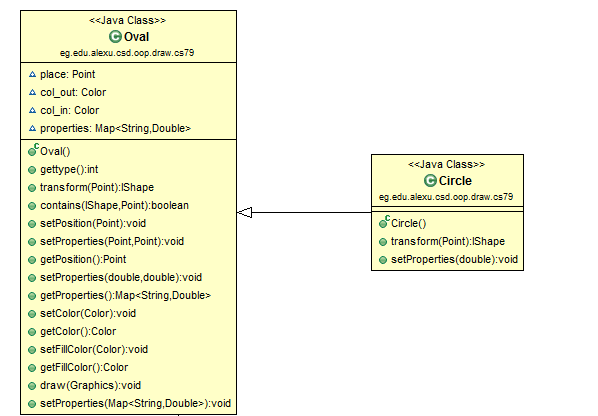 <<Java Class>>
Oval
eg.edu.alexu.csd.oop.draw.cs79
place: Point
col_out: Color
col_in: Color
properties: Map<String,Double>
Oval()
gettype():int
transform(Point):IShape
contains(IShape,Point):boolean
setPosition(Point):void
setProperties(Point,Point):void
getPosition():Point
setProperties(double,double):void
getProperties():Map<String,Double>
setColor(Color):void
getColor():Color
setFillColor(Color):void
getFillColor():Color
draw(Graphics):void
setProperties(Map<String,Double>):void
<<Java Class>>
Circle
eg.edu.alexu.csd.oop.draw.cs79
Circle()
transform(Point):IShape
setProperties(double):void